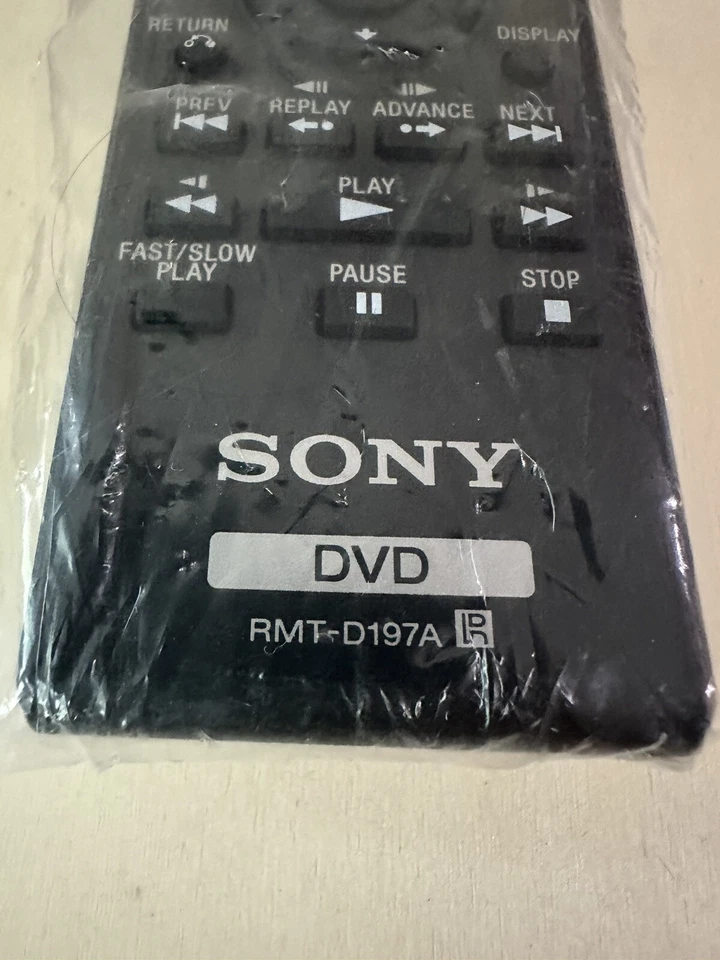 RETURN DISPLAY
PREV REPLAY ADVANCE NEXT
PLAY
FAST/SLOW
PLAY PAUSE STOP
SONY
DVD
RMT-D197A